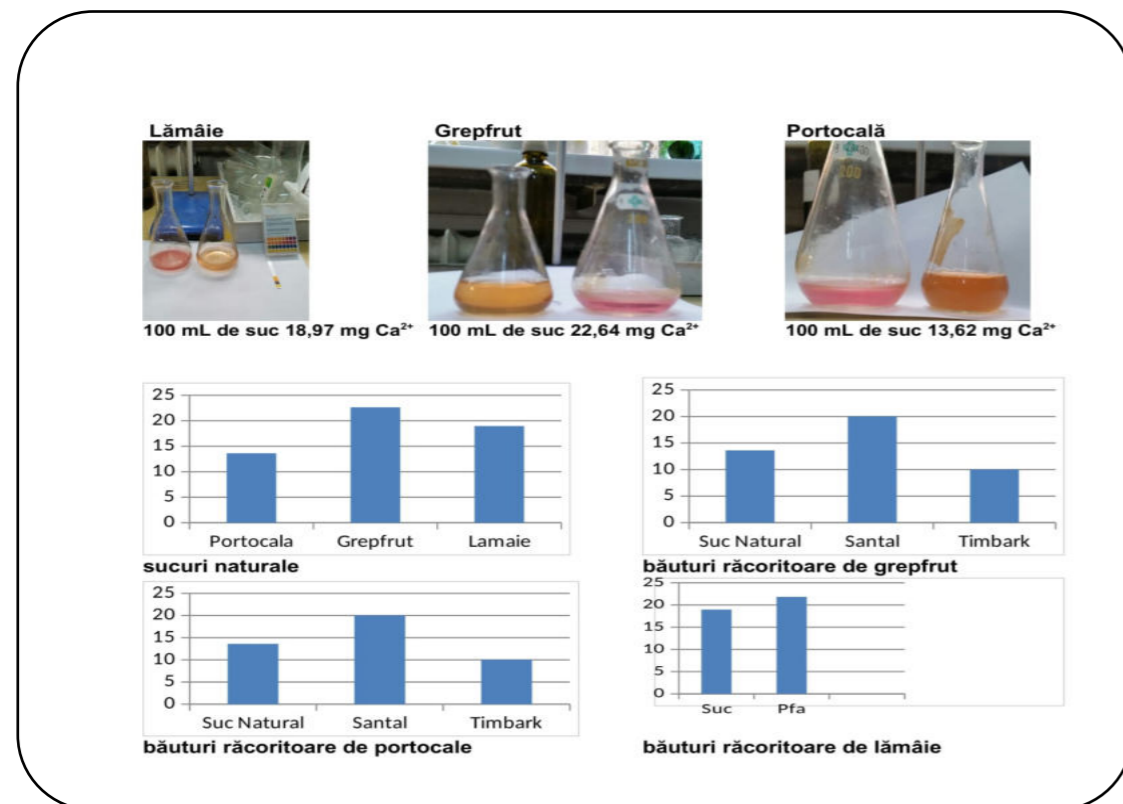 Lămâie
Grepfrut
Portocală
200
100 mL de suc 18,97 mg Ca²⁺
100 mL de suc 22,64 mg Ca²⁺
100 mL de suc 13,62 mg Ca²⁺
25
20
15
10
5
0
Portocala Grepfrut Lamaie
sucuri naturale
25
20
15
10
5
0
Suc Natural Santal Timbark
băuturi răcoritoare de grepfrut
25
20
15
10
5
0
Suc Natural Santal Timbark
băuturi răcoritoare de portocale
25
20
15
10
5
0
Suc Pfa
băuturi răcoritoare de lămâie